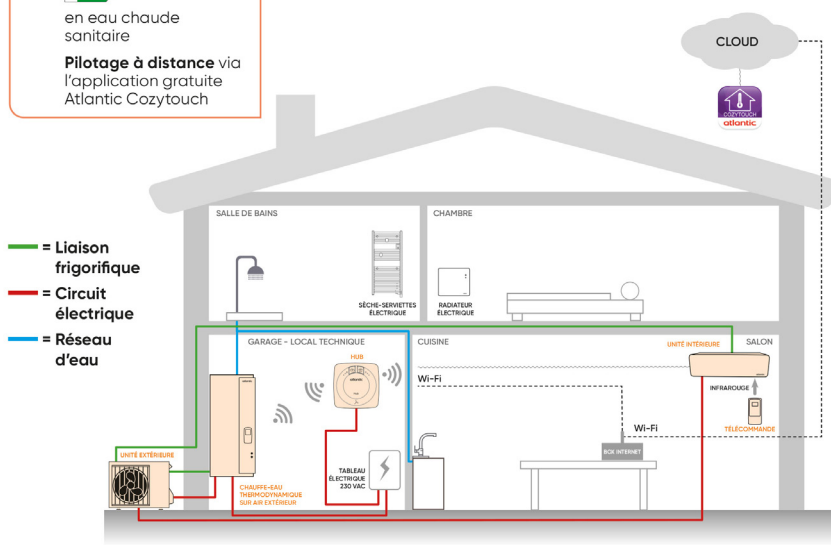 en eau chaude
sanitaire
Pilotage à distance via
l'application gratuite
Atlantic Cozytouch
CLOUD
COZYTOUCH
atlantic
= Liaison
frigorifique
= Circuit
électrique
= Réseau
d'eau
SALLE DE BAINS
CHAMBRE
SÈCHE-SERVIETTES
ÉLECTRIQUE
RADIATEUR
ÉLECTRIQUE
GARAGE - LOCAL TECHNIQUE
CUISINE
UNITÉ INTÉRIEURE
SALON
HUB
atlantic
Wi-Fi
INFRAROUGE
TÉLÉCOMMANDE
Wi-Fi
BOX INTERNET
UNITÉ EXTÉRIEURE
TABLEAU
ÉLECTRIQUE
230 VAC
CHAUFFE-EAU
THERMODYNAMIQUE
SUR AIR EXTÉRIEUR